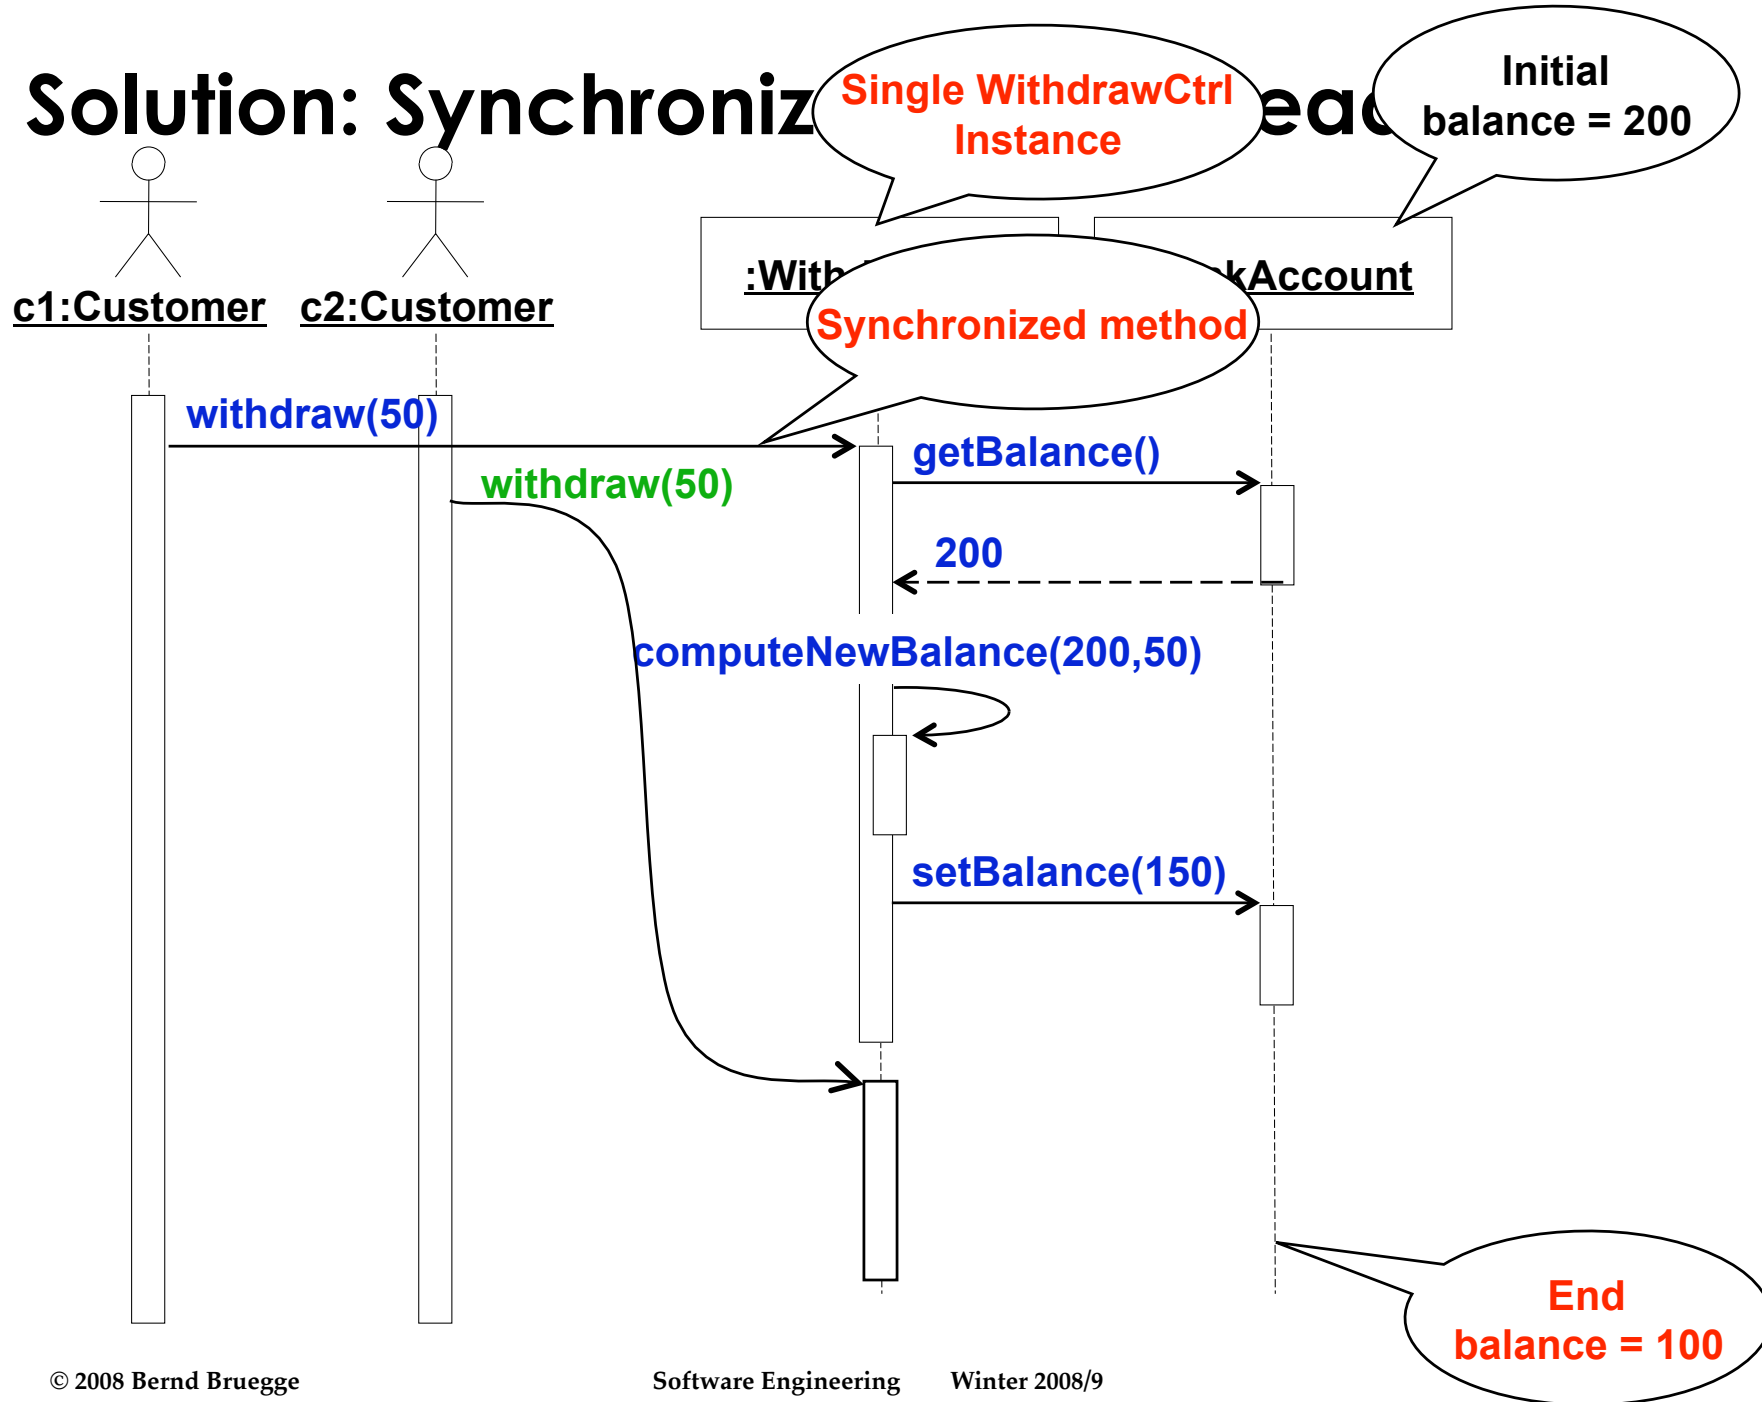 Solution: Synchroniz
Single WithdrawCtrl
Instance
Initial
balance = 200
c1:Customer
c2:Customer
:With
kAccount
Synchronized method
withdraw(50)
getBalance()
withdraw(50)
200
computeNewBalance(200,50)
setBalance(150)
End
balance = 100
© 2008 Bernd Bruegge
Software Engineering Winter 2008/9